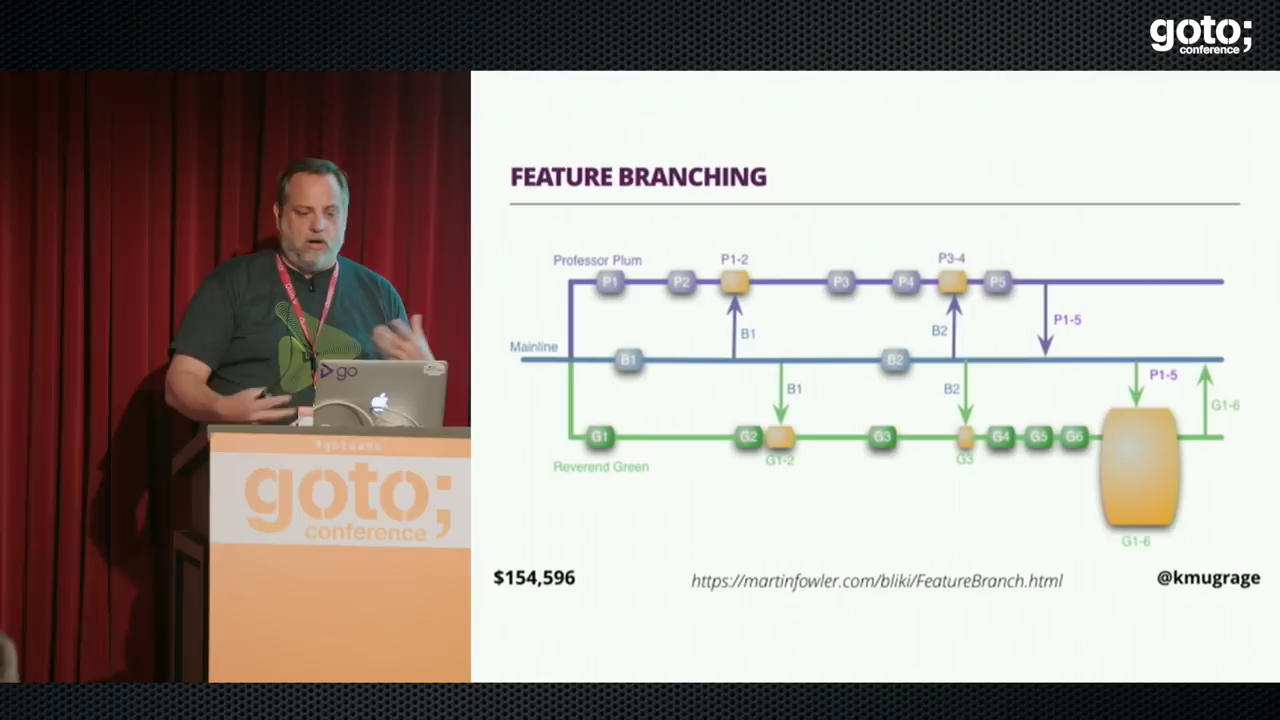 goto;
conference
FEATURE BRANCHING
Professor Plum
P1-2
P3-4
P1
P2
P3
P4
P5
B1
B2
P1-5
Mainline
B1
B2
B1
B2
P1-5
G1-6
G1
G2
G3
G4
G5
G6
G1-2
G3
Reverend Green
G1-6
go
goto;
conference
$154,596
https://martinfowler.com/bliki/FeatureBranch.html
@kmugrage